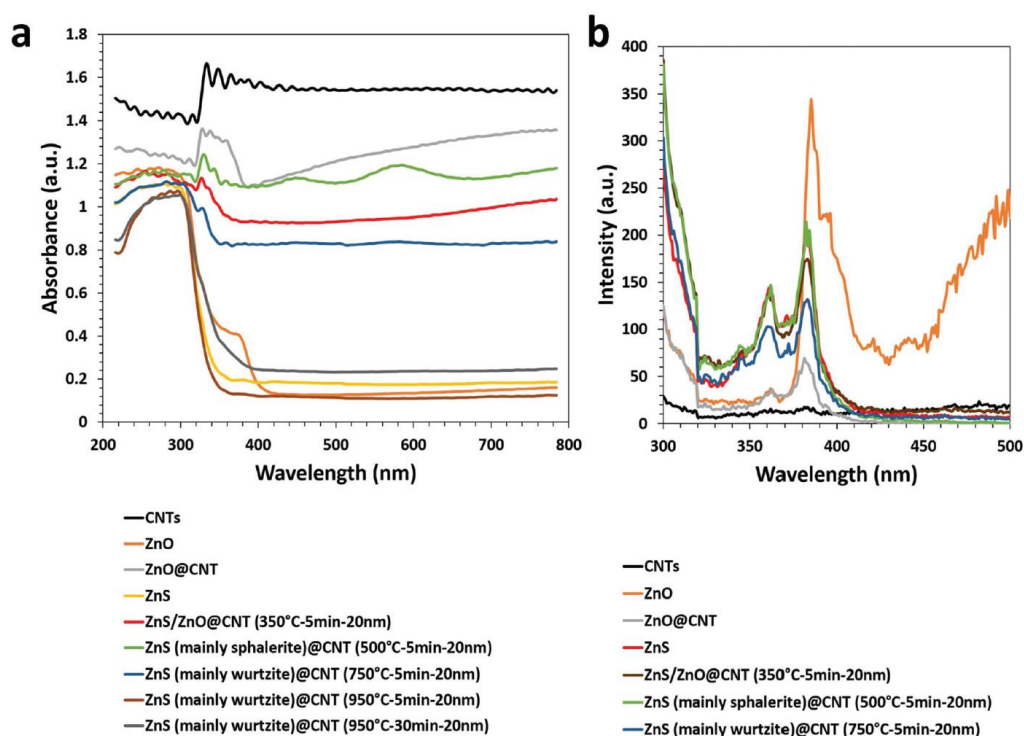 a
1.8
1.6
1.4
1.2
1
0.8
0.6
0.4
0.2
0
Absorbance (a.u.)
200 300 400 500 600 700 800
Wavelength (nm)
b
400
350
300
250
200
150
100
50
0
Intensity (a.u.)
300 350 400 450 500
Wavelength (nm)
CNTs
ZnO
ZnO@CNT
ZnS
ZnS/ZnO@CNT (350°C-5min-20nm)
ZnS (mainly sphalerite)@CNT (500°C-5min-20nm)
ZnS (mainly wurtzite)@CNT (750°C-5min-20nm)
ZnS (mainly wurtzite)@CNT (950°C-5min-20nm)
ZnS (mainly wurtzite)@CNT (950°C-30min-20nm)
CNTs
ZnO
ZnO@CNT
ZnS
ZnS/ZnO@CNT (350°C-5min-20nm)
ZnS (mainly sphalerite)@CNT (500°C-5min-20nm)
ZnS (mainly wurtzite)@CNT (750°C-5min-20nm)